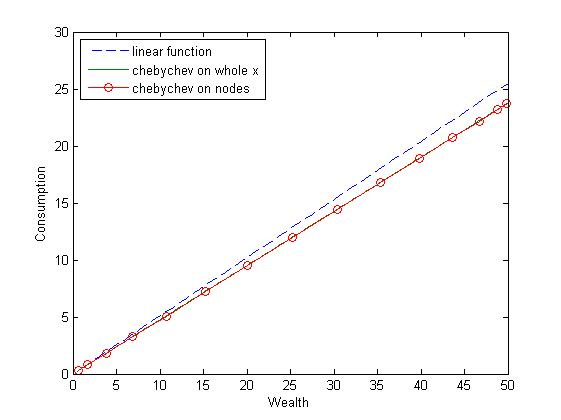 30
25
20
15
10
5
0
Consumption
linear function
chebychev on whole x
chebychev on nodes
0 5 10 15 20 25 30 35 40 45 50
Wealth